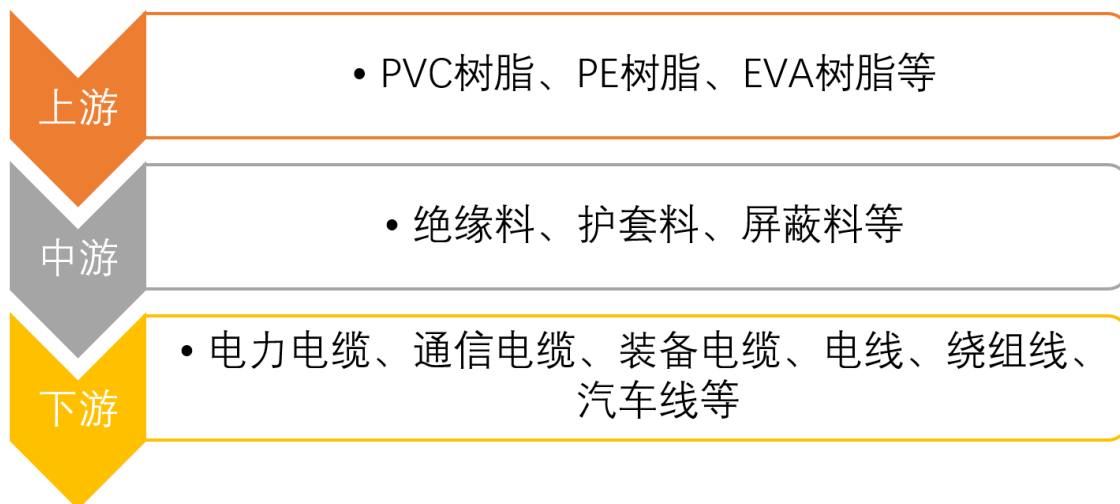 上游
• PVC树脂、PE树脂、EVA树脂等
中游
• 绝缘料、护套料、屏蔽料等
下游
• 电力电缆、通信电缆、装备电缆、电线、绕组线、
汽车线等